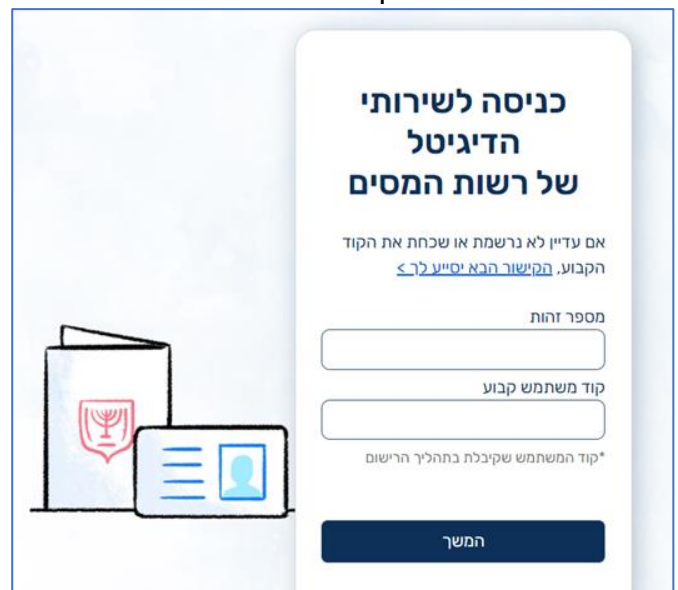 כניסה לשירותי
הדיגיטל
של רשות המסים
אם עדיין לא נרשמת או שכחת את הקוד
הקבוע, הקישור הבא יסייע לך >
מספר זהות
קוד משתמש קבוע
*קוד המשתמש שקיבלת בתהליך הרישום
המשך